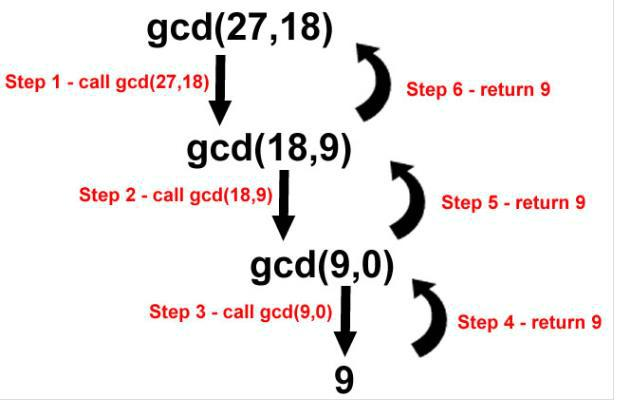 gcd(27,18)
Step 1 - call gcd(27,18)
Step 6 - return 9
gcd(18,9)
Step 2 - call gcd(18,9)
Step 5 - return 9
gcd(9,0)
Step 3 - call gcd(9,0)
Step 4 - return 9
9